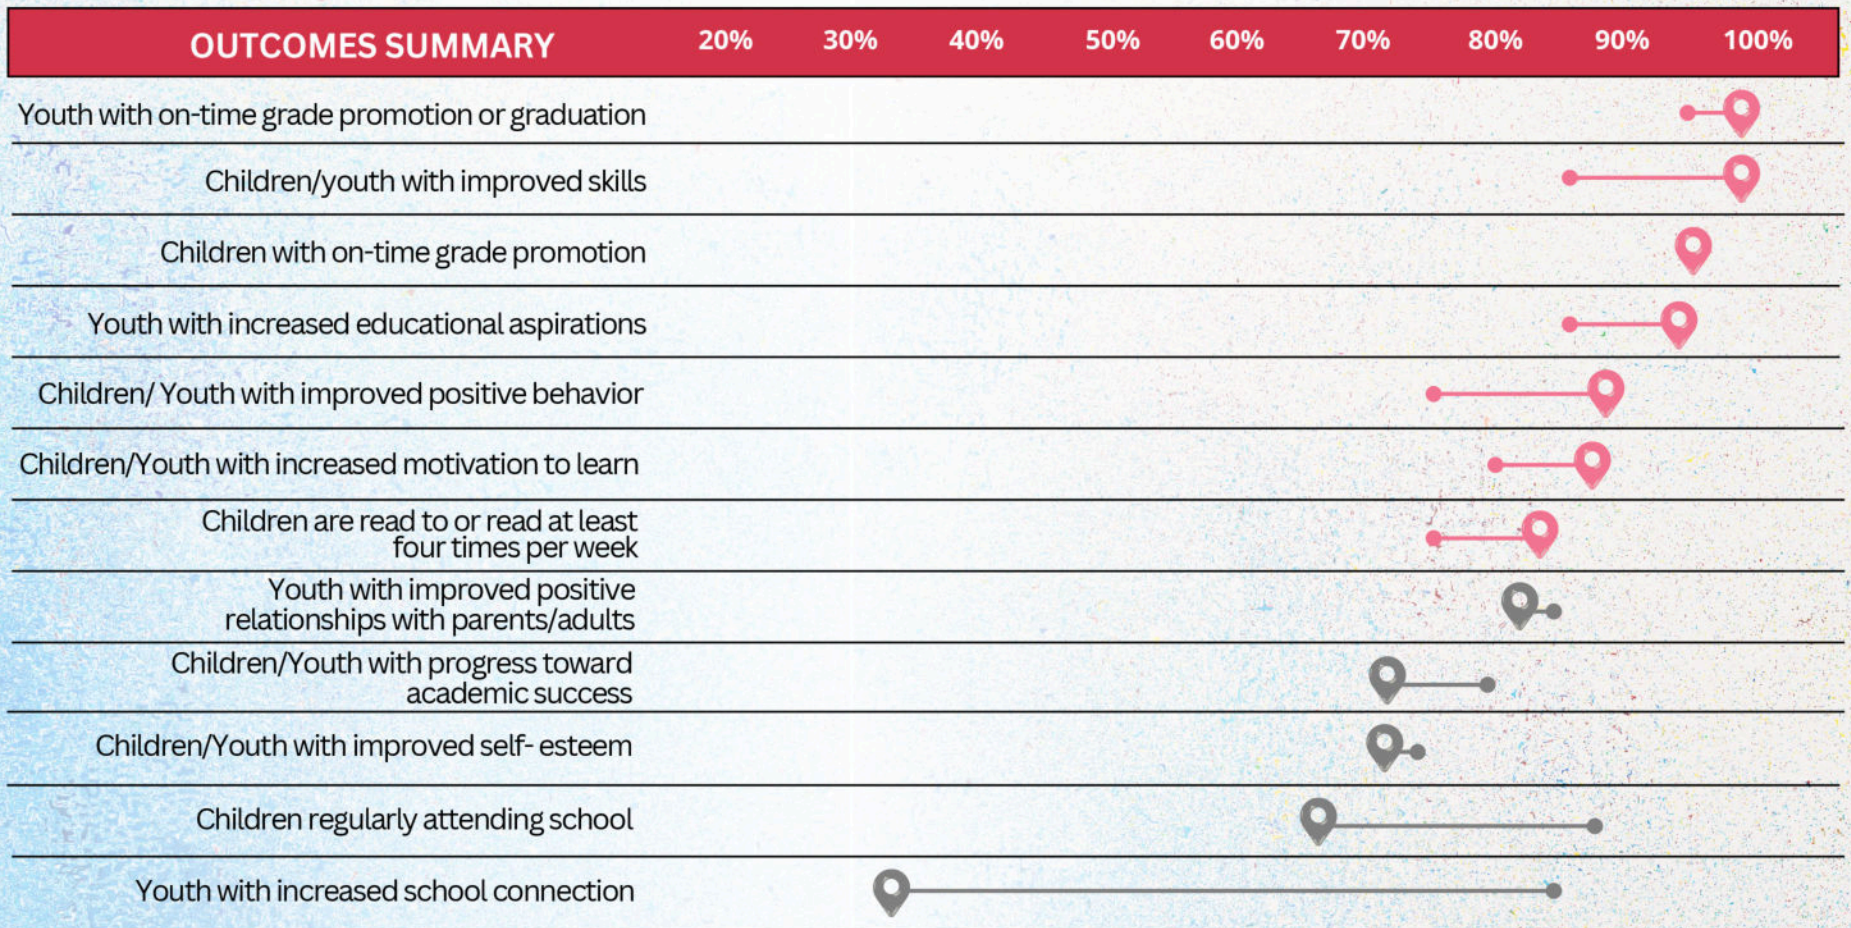 OUTCOMES SUMMARY 20% 30% 40% 50% 60% 70% 80% 90% 100%
Youth with on-time grade promotion or graduation
Children/youth with improved skills
Children with on-time grade promotion
Youth with increased educational aspirations
Children/ Youth with improved positive behavior
Children/Youth with increased motivation to learn
Children are read to or read at least
four times per week
Youth with improved positive
relationships with parents/adults
Children/Youth with progress toward
academic success
Children/Youth with improved self- esteem
Children regularly attending school
Youth with increased school connection